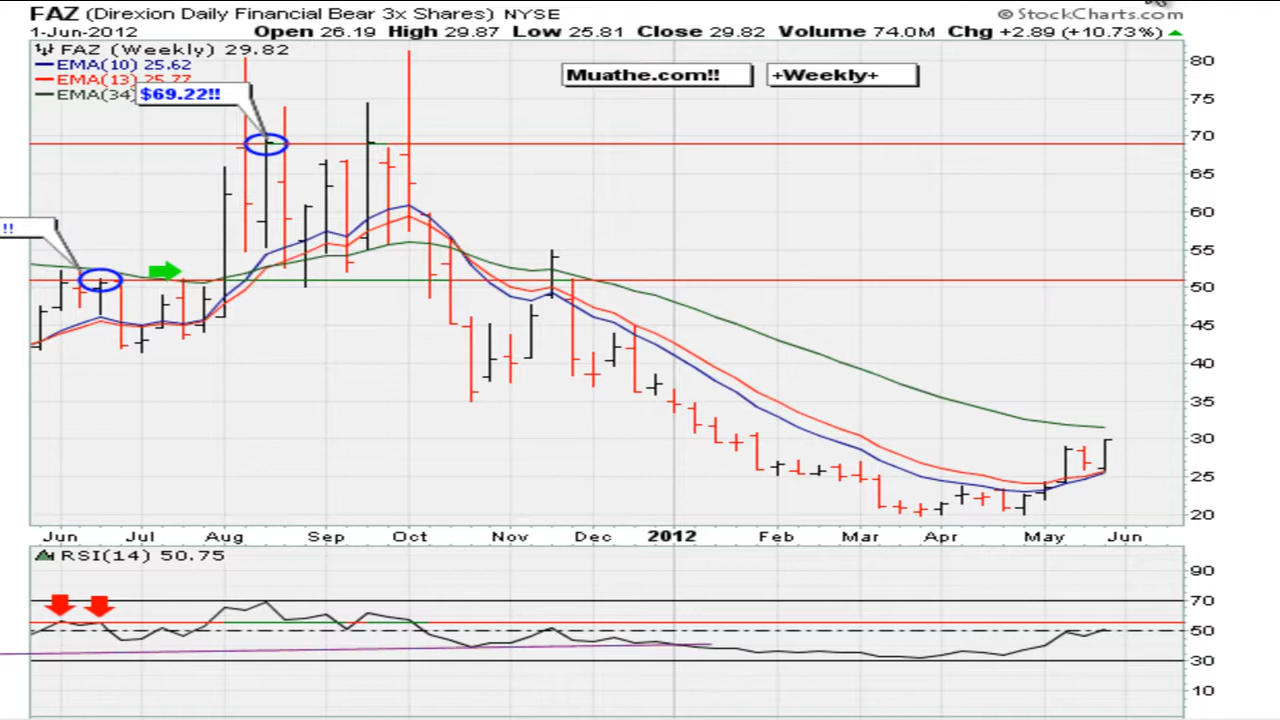 FAZ (Direxion Daily Financial Bear 3x Shares) NYSE
© StockCharts.com
1-Jun-2012 Open 26.19 High 29.87 Low 25.81 Close 29.82 Volume 74.0M Chg +2.89 (+10.73%)
FAZ (Weekly) 29.82
EMA(10) 25.62
EMA(13) 25.77
EMA(34)
$69.22!!
Muathe.com!!
+Weekly+
!!
80
75
70
65
60
55
50
45
40
35
30
25
20
Jun Jul Aug Sep Oct Nov Dec 2012 Feb Mar Apr May Jun
RSI(14) 50.75
90
70
50
30
10